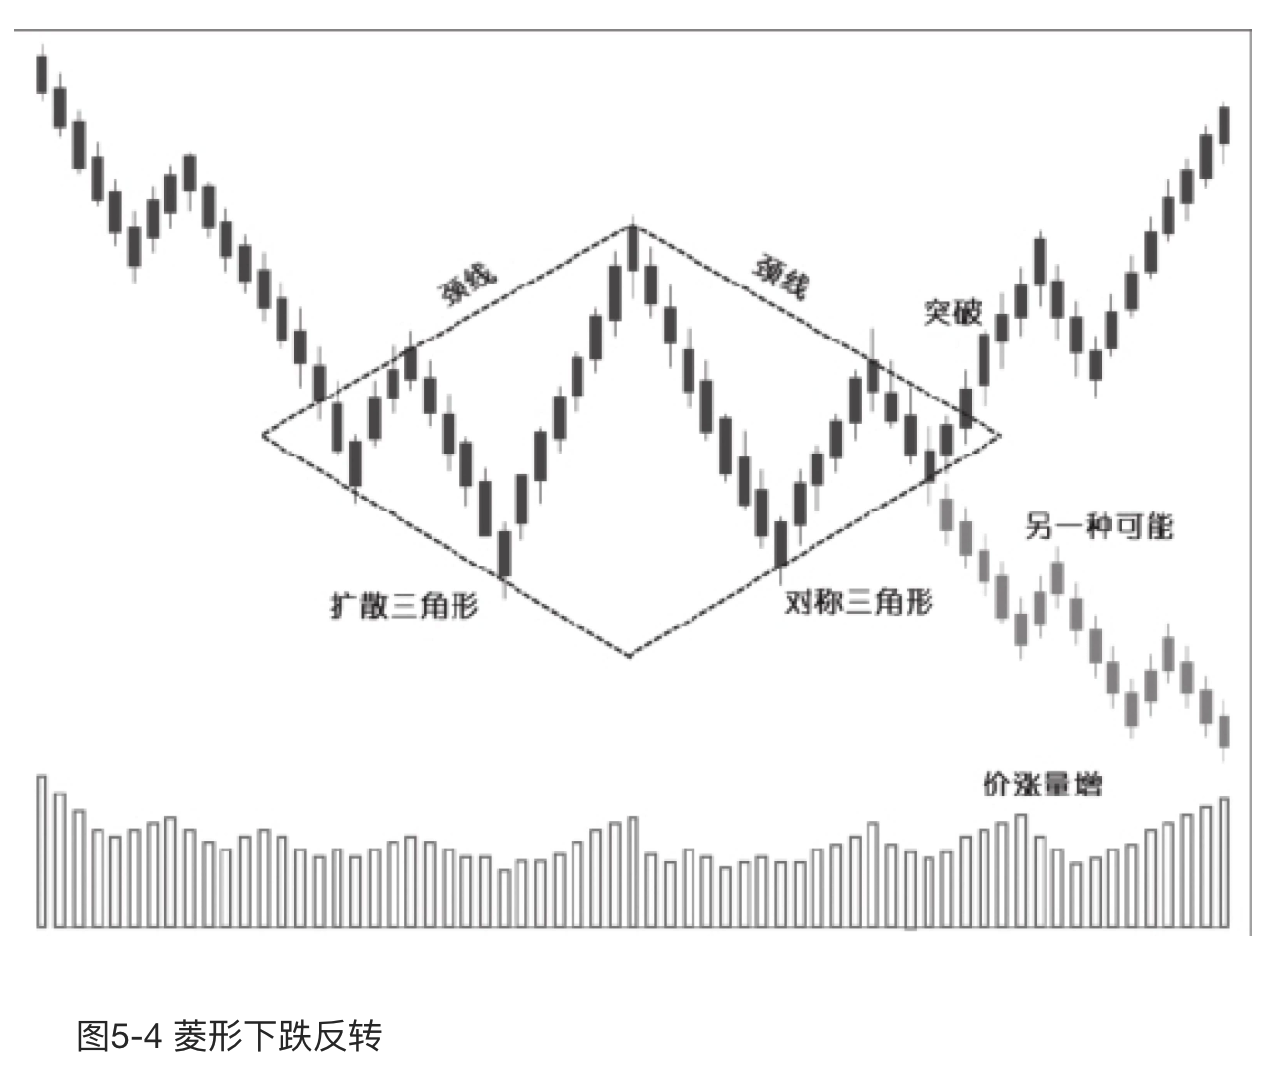 颈线
颈线
突破
另一种可能
扩散三角形
对称三角形
价涨量增
图5-4 菱形下跌反转